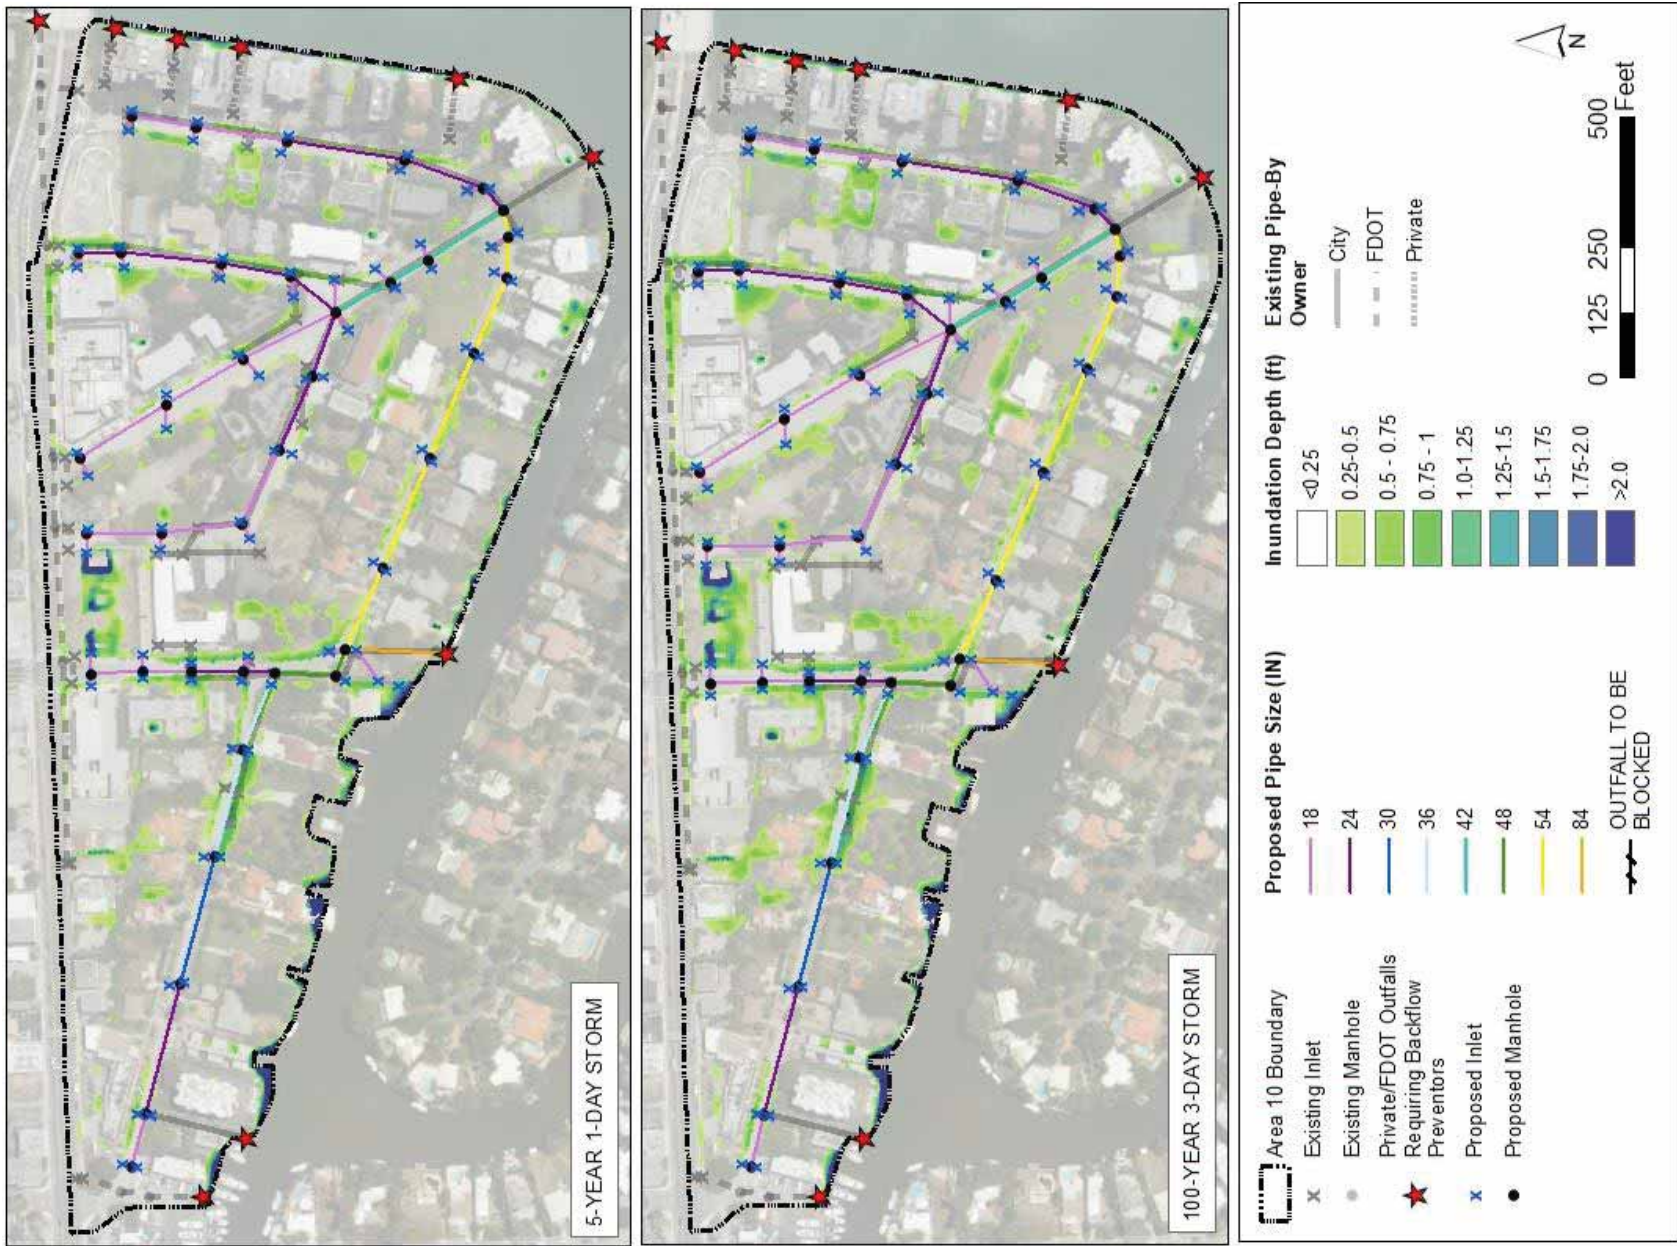 5-YEAR 1-DAY STORM
100-YEAR 3-DAY STORM
Area 10 Boundary
Existing Inlet
Existing Manhole
Private/FDOT Outfalls
Requiring Backflow
Preventors
Proposed Inlet
Proposed Manhole
Proposed Pipe Size (IN)
18
24
30
36
42
48
54
84
OUTFALL TO BE
BLOCKED
Inundation Depth (ft)
<0.25
0.25-0.5
0.5 - 0.75
0.75 - 1
1.0-1.25
1.25-1.5
1.5-1.75
1.75-2.0
>2.0
Existing Pipe-By
Owner
City
FDOT
Private
N
0 125 250 500
Feet